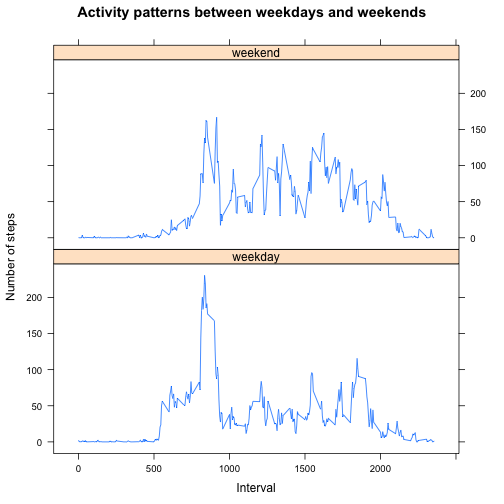 Activity patterns between weekdays and weekends
weekend
200
150
100
50
0
Number of steps
weekday
200
150
100
50
0
0 500 1000 1500 2000
Interval